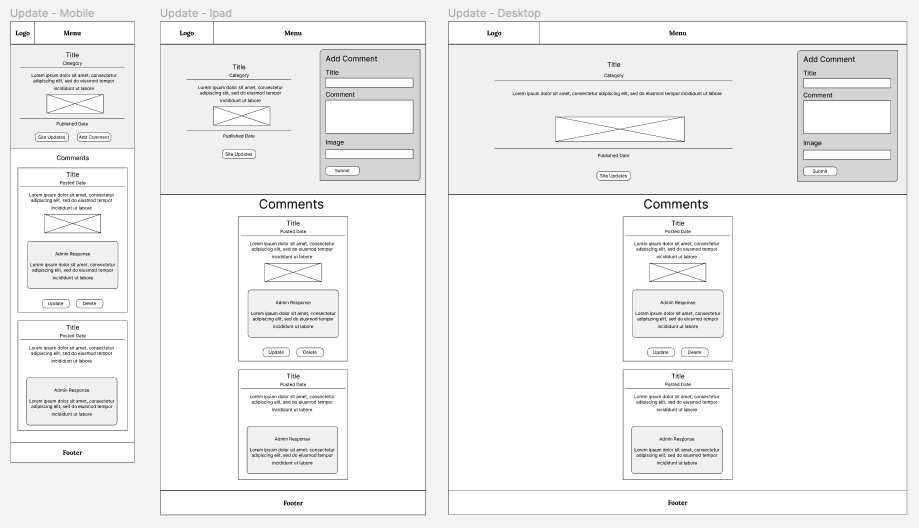 Update - Mobile
Logo
Menu
Title
Category
Lorem ipsum dolor sit amet, consectetur
adipiscing elit, sed do eiusmod tempor
incididunt ut labore
Published Date
Site Updates
Add Comment
Comments
Title
Posted Date
Lorem ipsum dolor sit amet, consectetur
adipiscing elit, sed do eiusmod tempor
incididunt ut labore
Admin Response
Lorem ipsum dolor sit amet, consectetur
adipiscing elit, sed do eiusmod tempor
incididunt ut labore
Update
Delete
Title
Posted Date
Lorem ipsum dolor sit amet, consectetur
adipiscing elit, sed do eiusmod tempor
incididunt ut labore
Admin Response
Lorem ipsum dolor sit amet, consectetur
adipiscing elit, sed do eiusmod tempor
incididunt ut labore
Footer
Update - Ipad
Logo
Menu
Title
Category
Lorem ipsum dolor sit amet, consectetur
adipiscing elit, sed do eiusmod tempor
incididunt ut labore
Published Date
Site Updates
Add Comment
Title
Comment
Image
Submit
Comments
Title
Posted Date
Lorem ipsum dolor sit amet, consectetur
adipiscing elit, sed do eiusmod tempor
incididunt ut labore
Admin Response
Lorem ipsum dolor sit amet, consectetur
adipiscing elit, sed do eiusmod tempor
incididunt ut labore
Update
Delete
Title
Posted Date
Lorem ipsum dolor sit amet, consectetur
adipiscing elit, sed do eiusmod tempor
incididunt ut labore
Admin Response
Lorem ipsum dolor sit amet, consectetur
adipiscing elit, sed do eiusmod tempor
incididunt ut labore
Footer
Update - Desktop
Logo
Menu
Title
Category
Lorem ipsum dolor sit amet, consectetur adipiscing elit, sed do eiusmod tempor incididunt ut labore
Published Date
Site Updates
Add Comment
Title
Comment
Image
Submit
Comments
Title
Posted Date
Lorem ipsum dolor sit amet, consectetur
adipiscing elit, sed do eiusmod tempor
incididunt ut labore
Admin Response
Lorem ipsum dolor sit amet, consectetur
adipiscing elit, sed do eiusmod tempor
incididunt ut labore
Update
Delete
Title
Posted Date
Lorem ipsum dolor sit amet, consectetur
adipiscing elit, sed do eiusmod tempor
incididunt ut labore
Admin Response
Lorem ipsum dolor sit amet, consectetur
adipiscing elit, sed do eiusmod tempor
incididunt ut labore
Footer